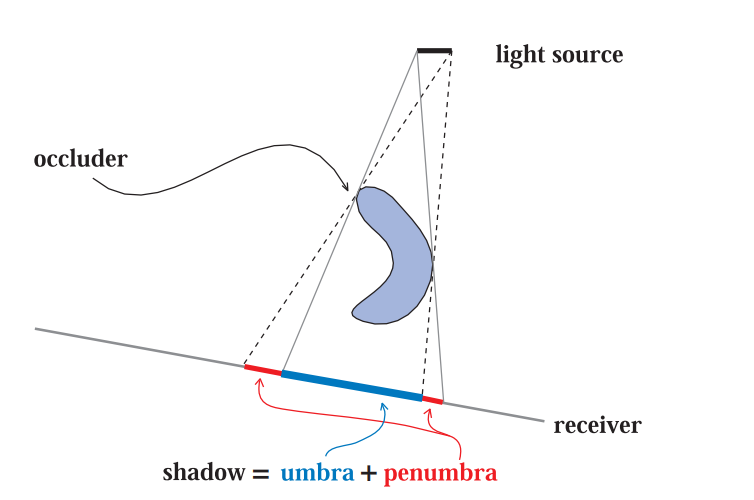 light source
occluder
receiver
shadow = umbra + penumbra